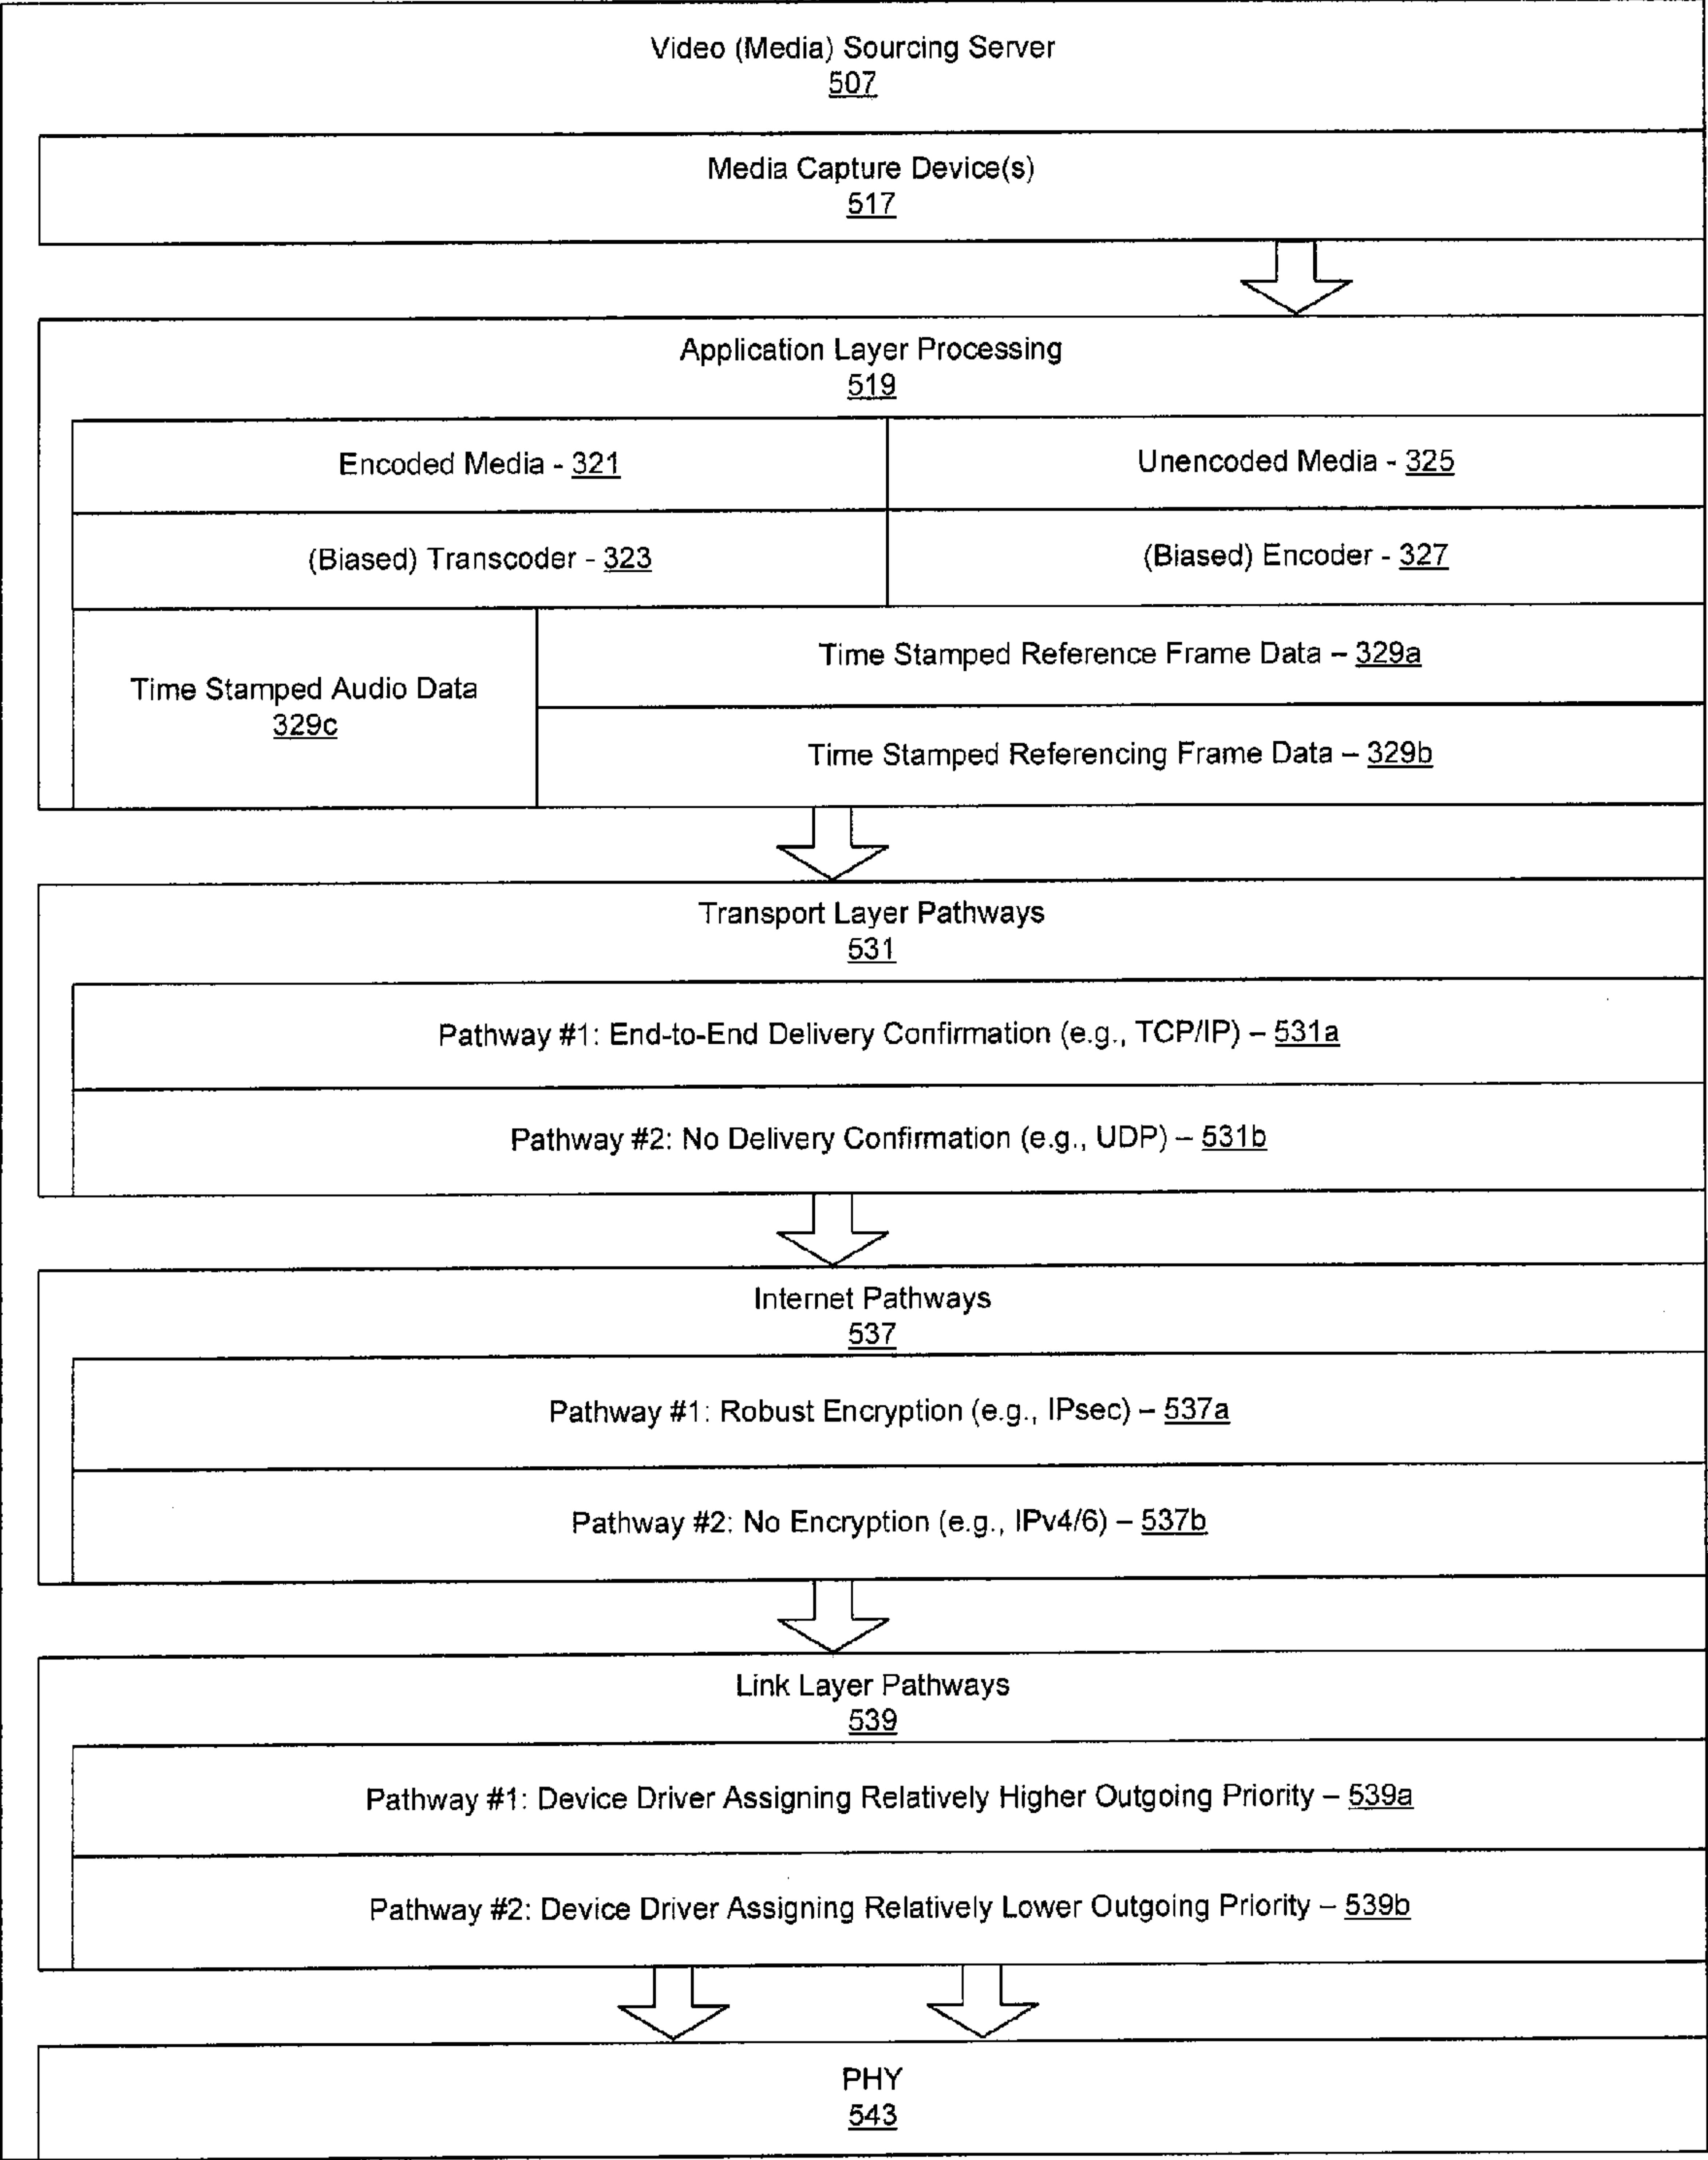 Video (Media) Sourcing Server
507
Media Capture Device(s)
517
Application Layer Processing
519
Encoded Media - 321
Unencoded Media - 325
(Biased) Transcoder - 323
(Biased) Encoder - 327
Time Stamped Audio Data
329c
Time Stamped Reference Frame Data – 329a
Time Stamped Referencing Frame Data – 329b
Transport Layer Pathways
531
Pathway #1: End-to-End Delivery Confirmation (e.g., TCP/IP) – 531a
Pathway #2: No Delivery Confirmation (e.g., UDP) – 531b
Internet Pathways
537
Pathway #1: Robust Encryption (e.g., IPsec) – 537a
Pathway #2: No Encryption (e.g., IPv4/6) – 537b
Link Layer Pathways
539
Pathway #1: Device Driver Assigning Relatively Higher Outgoing Priority – 539a
Pathway #2: Device Driver Assigning Relatively Lower Outgoing Priority – 539b
PHY
543